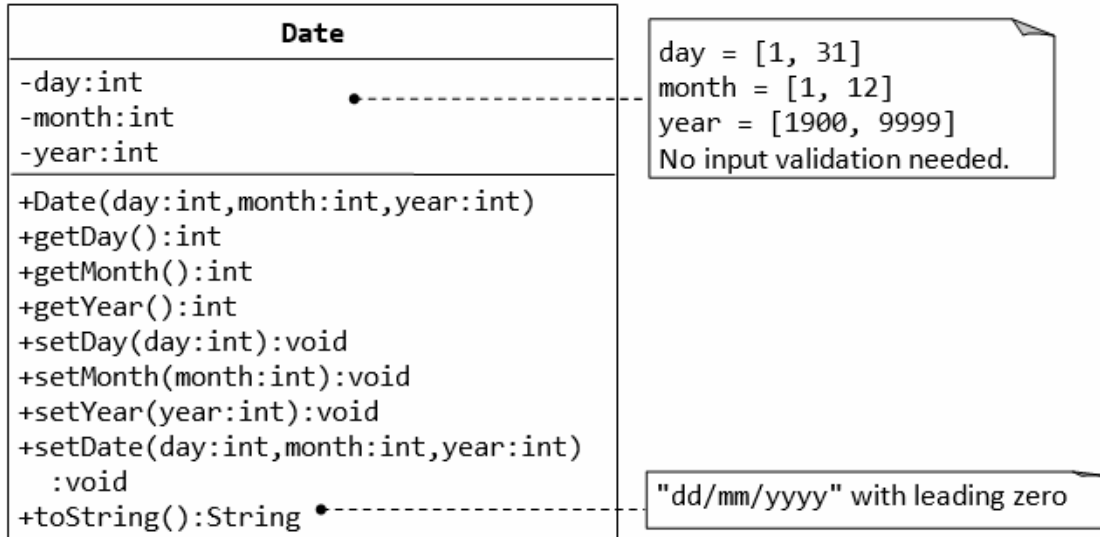 Date
-day:int
-month:int
-year:int
day = [1, 31]
month = [1, 12]
year = [1900, 9999]
No input validation needed.
+Date(day:int,month:int,year:int)
+getDay():int
+getMonth():int
+getYear():int
+setDay(day:int):void
+setMonth(month:int):void
+setYear(year:int):void
+setDate(day:int,month:int,year:int)
:void
+toString():String
"dd/mm/yyyy" with leading zero